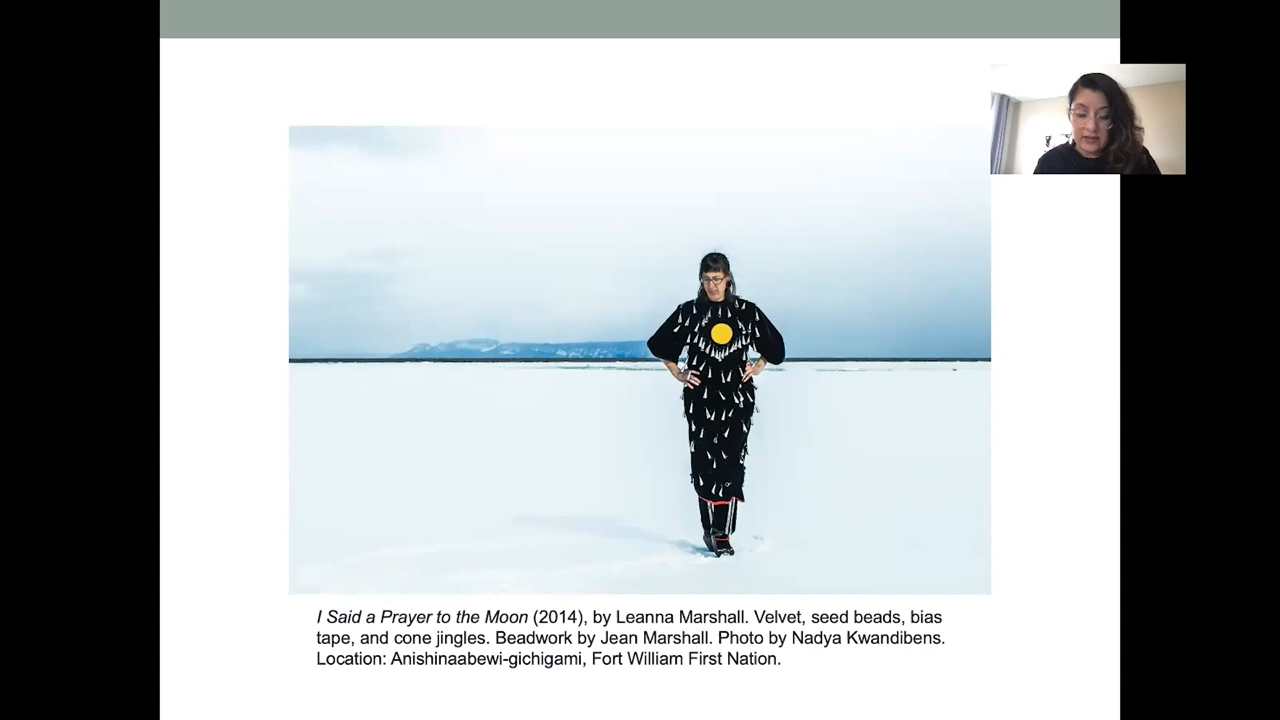 I Said a Prayer to the Moon (2014), by Leanna Marshall. Velvet, seed beads, bias
tape, and cone jingles. Beadwork by Jean Marshall. Photo by Nadya Kwandibens.
Location: Anishinaabewi-gichigami, Fort William First Nation.